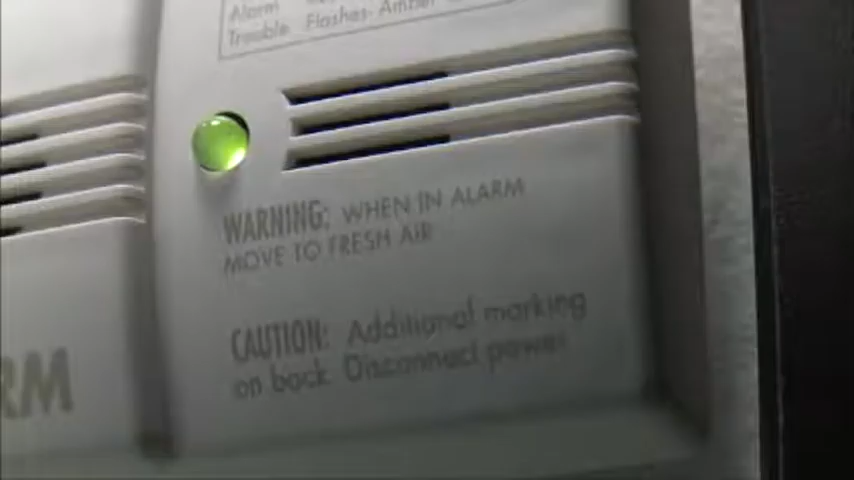 Alarm
Trouble Flashes- Amber
WARNING: WHEN IN ALARM
MOVE TO FRESH AIR
CAUTION: Additional marking
on back. Disconnect power
RM